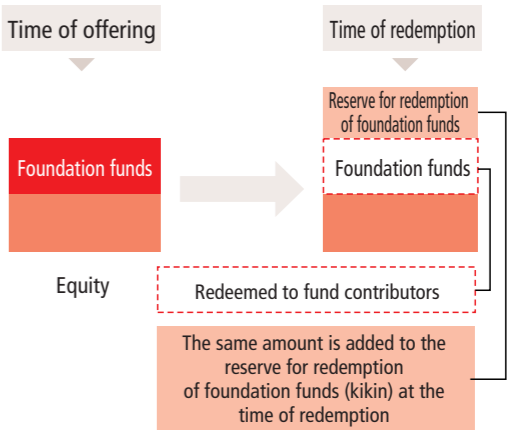 Time of offering
Time of redemption
Reserve for redemption
of foundation funds
Foundation funds
Foundation funds
Equity
Redeemed to fund contributors
The same amount is added to the
reserve for redemption
of foundation funds (kikin) at the
time of redemption